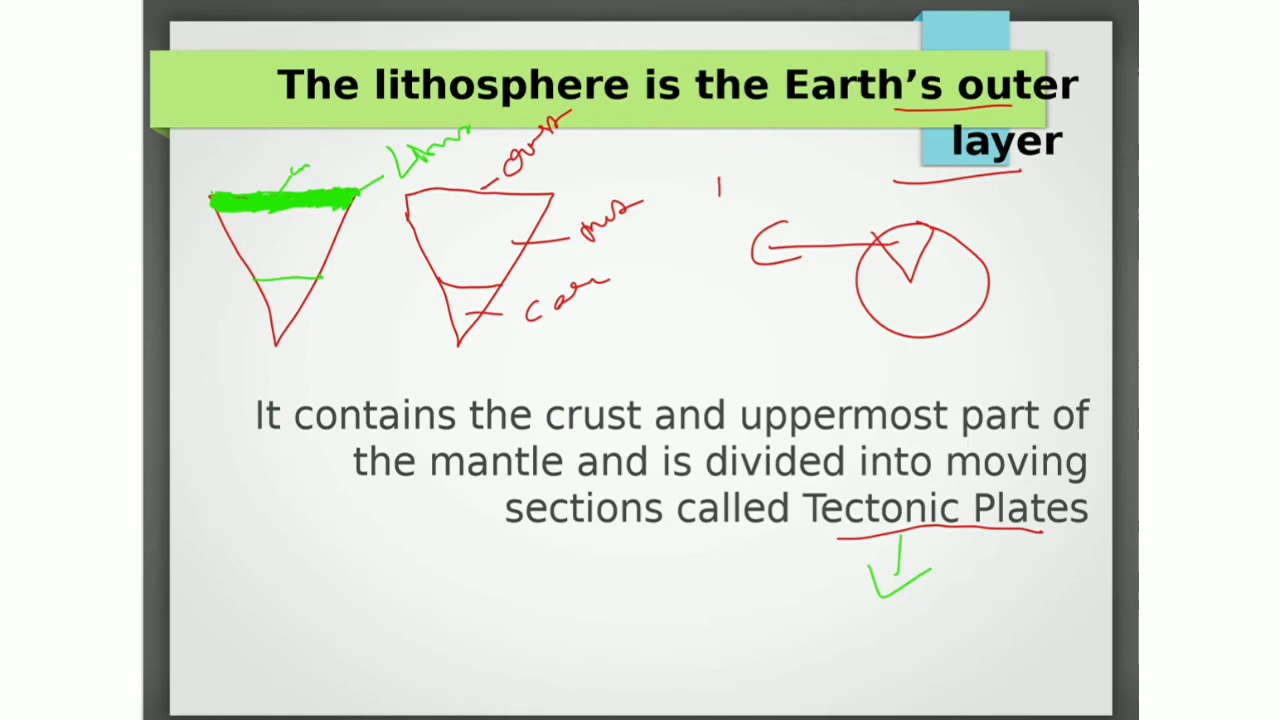 The lithosphere is the Earth’s outer
layer
It contains the crust and uppermost part of
the mantle and is divided into moving
sections called Tectonic Plates